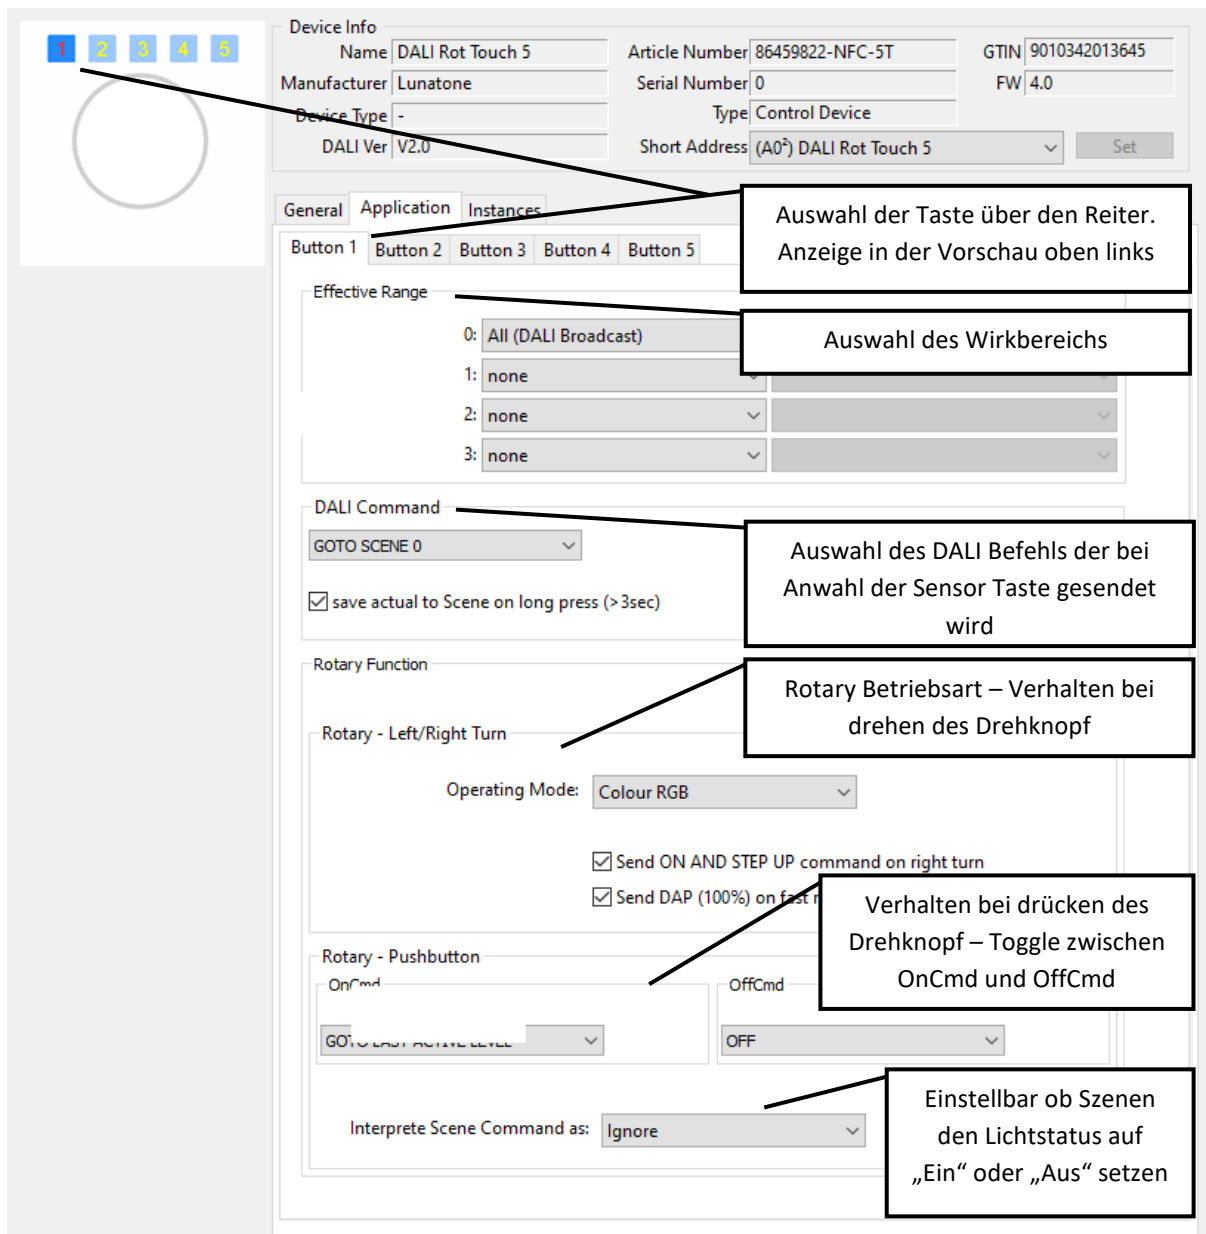 1 2 3 4 5
Device Info
Name DALI Rot Touch 5 Article Number 86459822-NFC-5T GTIN 9010342013645
Manufacturer Lunatone Serial Number 0 FW 4.0
Device Type - Type Control Device
DALI Ver V2.0 Short Address (A0²) DALI Rot Touch 5 Set
General Application Instances
Button 1 Button 2 Button 3 Button 4 Button 5
Auswahl der Taste über den Reiter.
Anzeige in der Vorschau oben links
Effective Range
0: All (DALI Broadcast)
Auswahl des Wirkbereichs
1: none
2: none
3: none
DALI Command
GOTO SCENE 0
save actual to Scene on long press (>3sec)
Auswahl des DALI Befehls der bei
Anwahl der Sensor Taste gesendet
wird
Rotary Function
Rotary Betriebsart – Verhalten bei
drehen des Drehknopf
Rotary - Left/Right Turn
Operating Mode: Colour RGB
Send ON AND STEP UP command on right turn
Send DAP (100%) on fast
Verhalten bei drücken des
Drehknopf – Toggle zwischen
OnCmd und OffCmd
Rotary - Pushbutton
OnCmd OffCmd
GOTO LAST ACTIVE LEVEL OFF
Interprete Scene Command as: Ignore
Einstellbar ob Szenen
den Lichtstatus auf
„Ein“ oder „Aus“ setzen